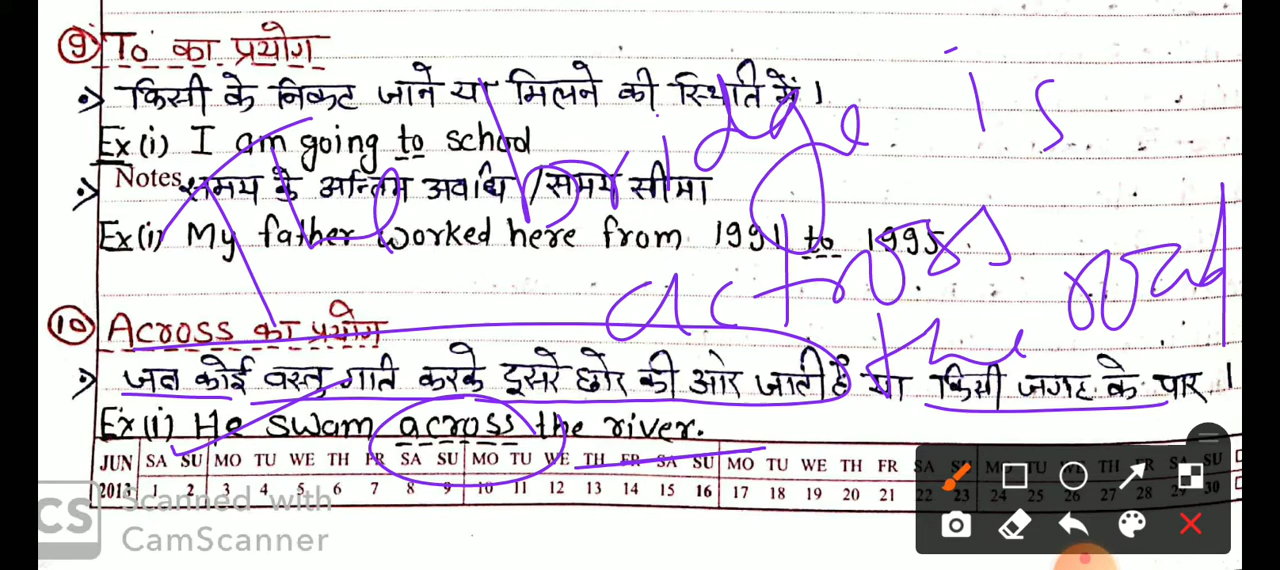 ⑨ To का प्रयोग
किसी के निकट जाने या मिलने की स्थिति में।
Ex(i) I am going to school
Notes समय के अन्तिम अवधि / समय सीमा
Ex(i) My father worked here from 1991 to 1995.
⑩ Across का प्रयोग
जब कोई वस्तु गति करके दूसरे छोर की ओर जाती है या किसी जगह के पार।
Ex(i) He swam across the river.
The bridge is
across
the road
JUN SA SU MO TU WE TH FR SA SU MO TU WE TH FR SA SU MO TU WE TH FR SA SU MO TU WE TH FR SA SU
2013 1 2 3 4 5 6 7 8 9 10 11 12 13 14 15 16 17 18 19 20 21 22 23 24 25 26 27 28 29 30
CS Scanned with
CamScanner